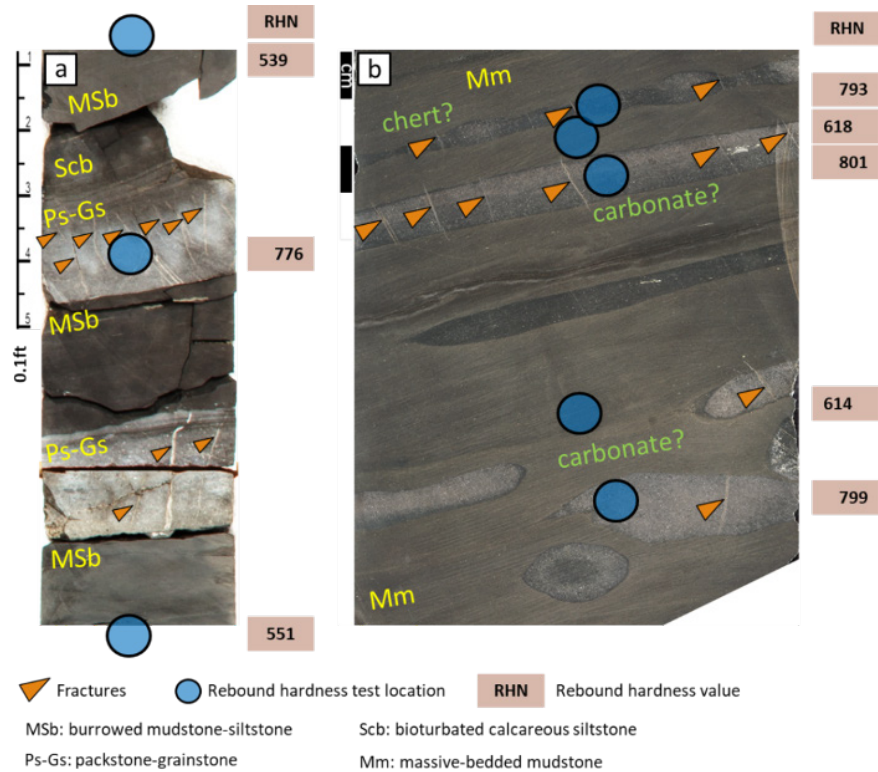 RHN
RHN
a
b
539
MSb
Mm
793
chert?
618
Scb
801
Ps-Gs
carbonate?
776
MSb
0.1ft
cm
.1
.2
.3
.4
.5
614
Ps-Gs
carbonate?
799
MSb
Mm
551
Fractures
Rebound hardness test location
RHN
Rebound hardness value
MSb: burrowed mudstone-siltstone
Scb: bioturbated calcareous siltstone
Ps-Gs: packstone-grainstone
Mm: massive-bedded mudstone